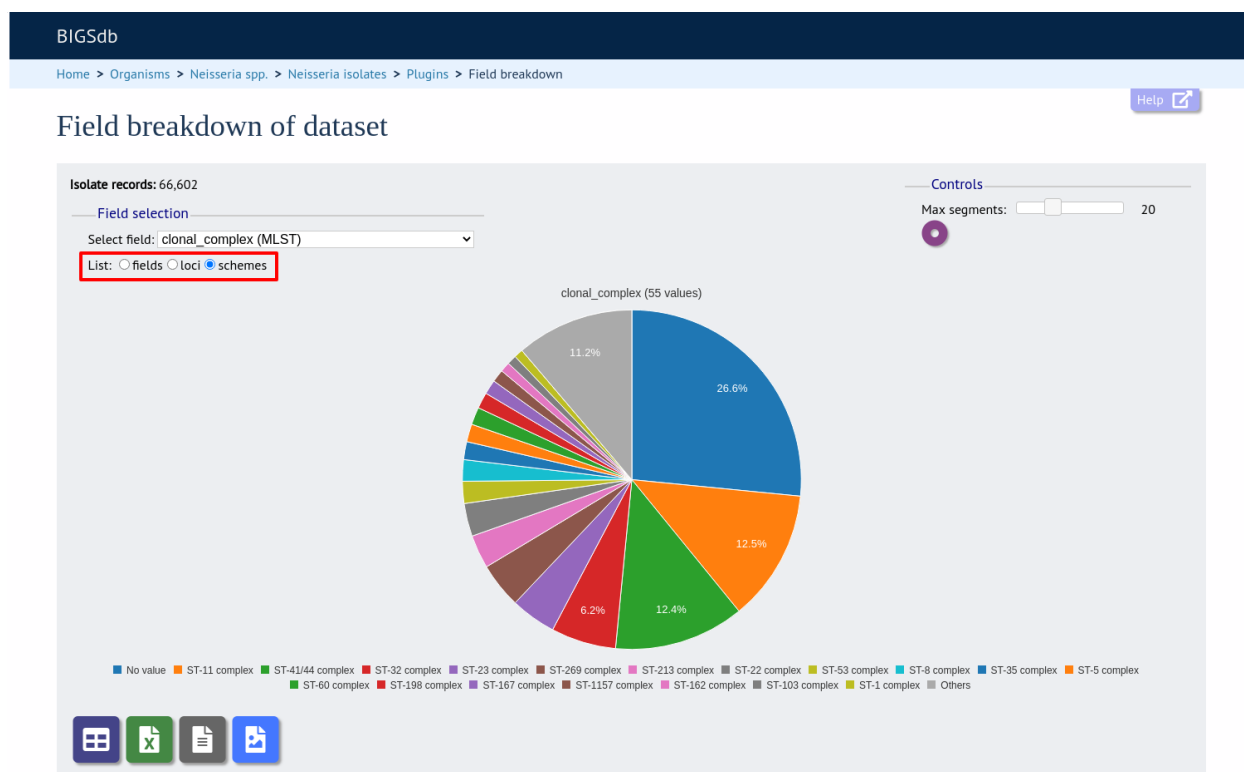 BIGSdb
Home > Organisms > Neisseria spp. > Neisseria isolates > Plugins > Field breakdown
Help
Field breakdown of dataset
Isolate records: 66,602
Controls
Field selection
Max segments: 20
Select field: clonal_complex (MLST)
List: fields loci schemes
clonal_complex (55 values)
11.2%
26.6%
12.5%
6.2%
12.4%
No value ST-11 complex ST-41/44 complex ST-32 complex ST-23 complex ST-269 complex ST-213 complex ST-22 complex ST-53 complex ST-8 complex ST-35 complex ST-5 complex
ST-60 complex ST-198 complex ST-167 complex ST-1157 complex ST-162 complex ST-103 complex ST-1 complex Others
X